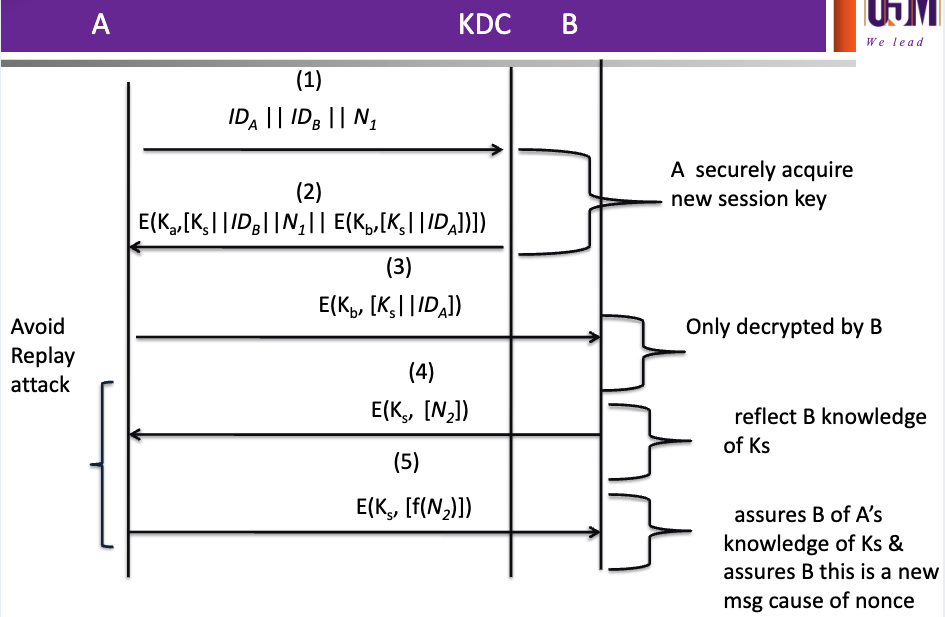 A KDC B
U5M
We lead
(1)
ID_A || ID_B || N_1
A securely acquire
new session key
(2)
E(K_a,[K_s||ID_B||N_1|| E(K_b,[K_s||ID_A])])
(3)
E(K_b, [K_s||ID_A])
Avoid
Replay
attack
Only decrypted by B
(4)
E(K_s, [N_2])
reflect B knowledge
of Ks
(5)
E(K_s, [f(N_2)])
assures B of A’s
knowledge of Ks &
assures B this is a new
msg cause of nonce